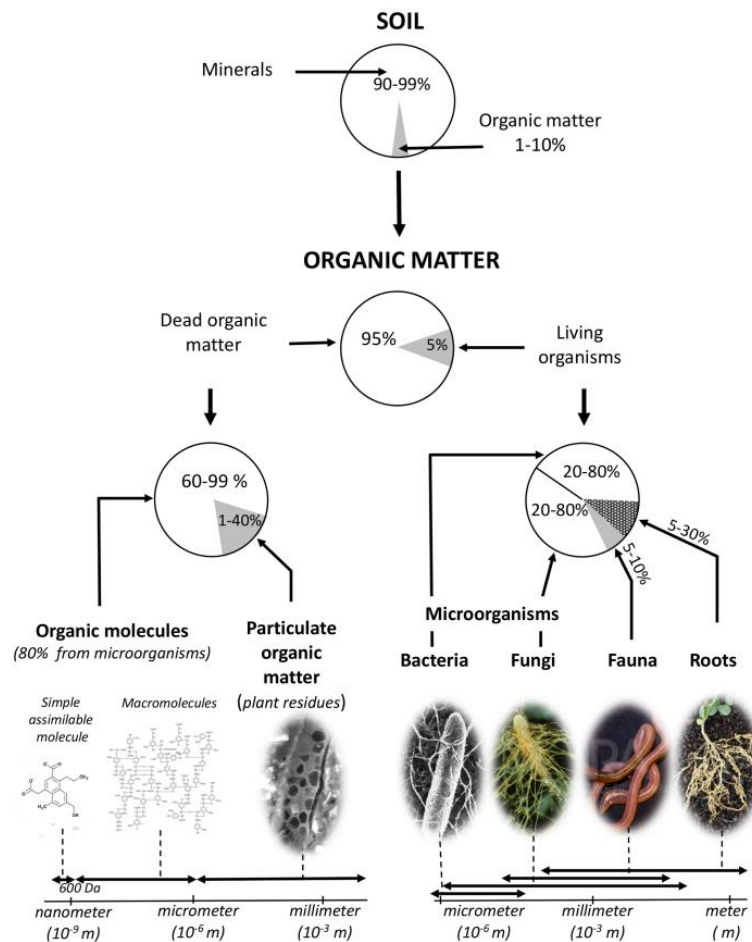 SOIL
Minerals
90-99%
Organic matter
1-10%
ORGANIC MATTER
Dead organic
matter
95%
5%
Living
organisms
60-99 %
1-40%
20-80%
20-80%
5-30%
5-10%
Organic molecules
(80% from microorganisms)
Particulate
organic
matter
(plant residues)
Microorganisms
Bacteria
Fungi
Fauna
Roots
Simple
assimilable
molecule
Macromolecules
600 Da
nanometer
(10-9 m)
micrometer
(10-6 m)
millimeter
(10-3 m)
micrometer
(10-6 m)
millimeter
(10-3 m)
meter
( m)